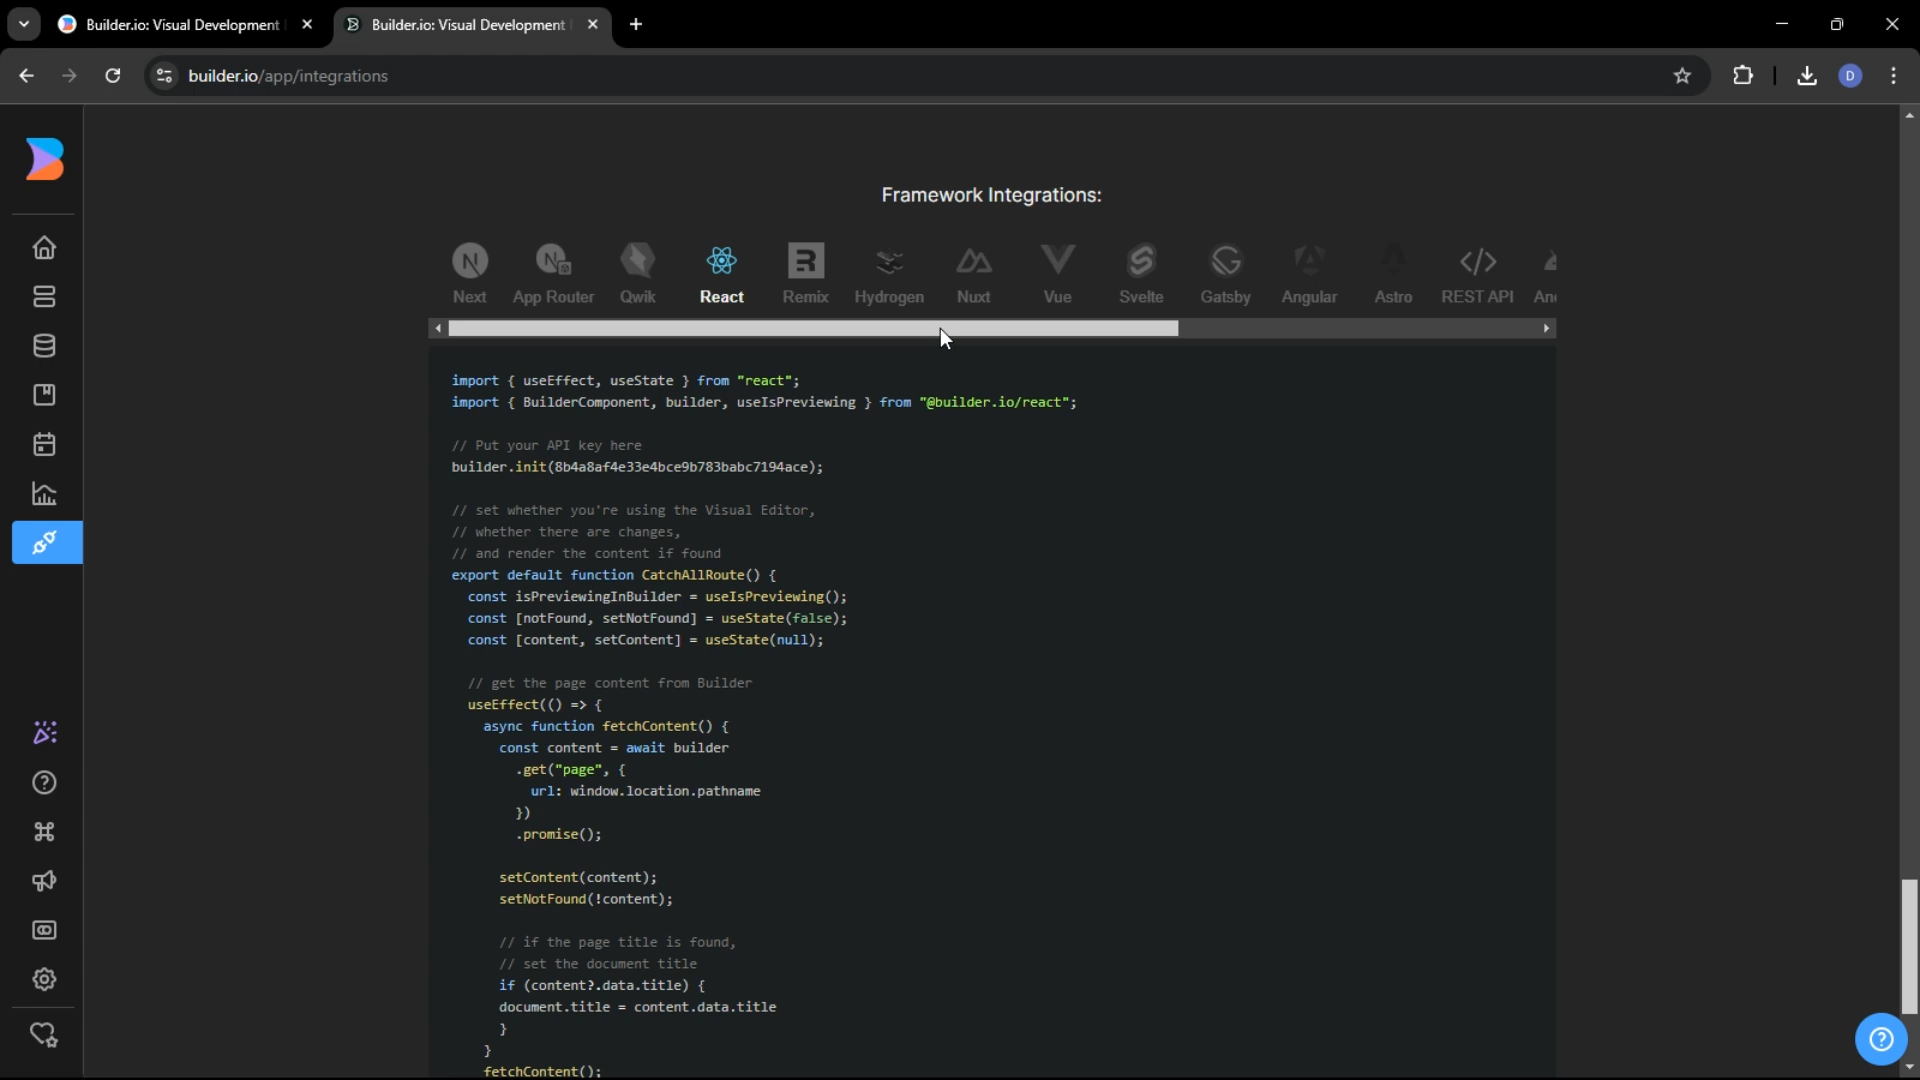 Builder.io: Visual Development
Builder.io: Visual Development
builder.io/app/integrations
D
Framework Integrations:
Next
App Router
Qwik
React
Remix
Hydrogen
Nuxt
Vue
Svelte
Gatsby
Angular
Astro
REST API
import { useEffect, useState } from "react";
import { BuilderComponent, builder, useIsPreviewing } from "@builder.io/react";
// Put your API key here
builder.init(8b4a8af4e33e4bce9b783babc7194ace);
// set whether you're using the Visual Editor,
// whether there are changes,
// and render the content if found
export default function CatchAllRoute() {
const isPreviewingInBuilder = useIsPreviewing();
const [notFound, setNotFound] = useState(false);
const [content, setContent] = useState(null);
// get the page content from Builder
useEffect(() => {
async function fetchContent() {
const content = await builder
.get("page", {
url: window.location.pathname
})
.promise();
setContent(content);
setNotFound(!content);
// if the page title is found,
// set the document title
if (content?.data.title) {
document.title = content.data.title
}
}
fetchContent();